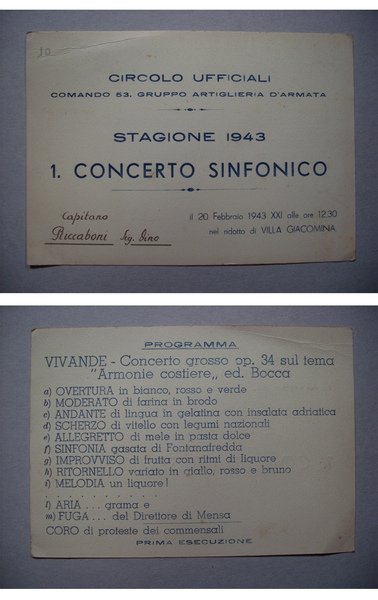 10
CIRCOLO UFFICIALI
COMANDO 53. GRUPPO ARTIGLIERIA D'ARMATA
STAGIONE 1943
1. CONCERTO SINFONICO
Capitano
Riccaboni Sig. Dino
il 20 Febbraio 1943 XXI alle ore 12,30
nel ridotto di VILLA GIACOMINA
PROGRAMMA
VIVANDE - Concerto grosso op. 34 sul tema
"Armonie costiere„ ed. Bocca
a) OVERTURA in bianco, rosso e verde
b) MODERATO di farina in brodo
c) ANDANTE di lingua in gelatina con insalata adriatica
d) SCHERZO di vitello con legumi nazionali
e) ALLEGRETTO di mele in pasta dolce
f) SINFONIA gasata di Fontanafredda
g) IMPROVVISO di frutta con ritmi di liquore
h) RITORNELLO variato in giallo, rosso e bruno
i) MELODIA un liquore!
. . . . . . . . . .
l) ARIA ... grama e
m) FUGA ... del Direttore di Mensa
CORO di proteste dei commensali
PRIMA ESECUZIONE